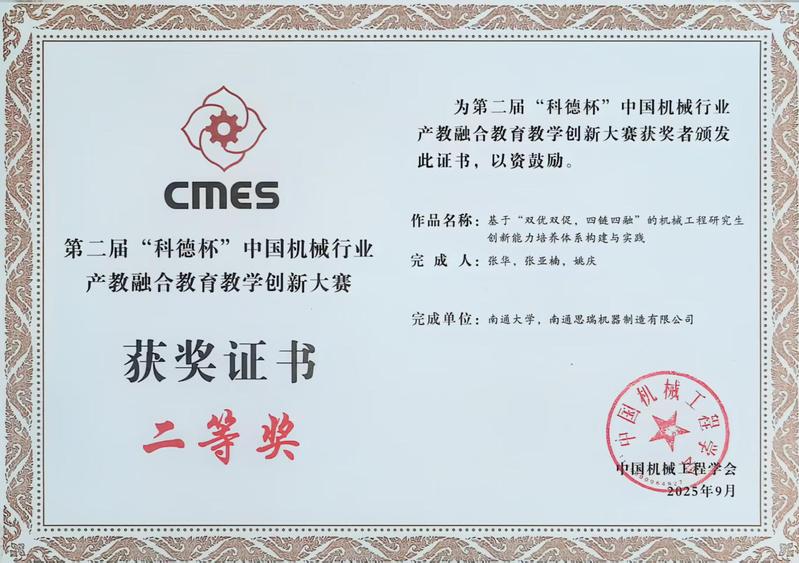 CMES
第二届“科德杯”中国机械行业
产教融合教育教学创新大赛
获奖证书
二等奖
为第二届“科德杯”中国机械行业
产教融合教育教学创新大赛获奖者颁发
此证书，以资鼓励。
作品名称：基于“双优双促，四链四融”的机械工程研究生
创新能力培养体系构建与实践
完成人：张华，张亚楠，姚庆
完成单位：南通大学，南通思瑞机器制造有限公司
中国机械工程学会
中国机械工程学会
2025年9月